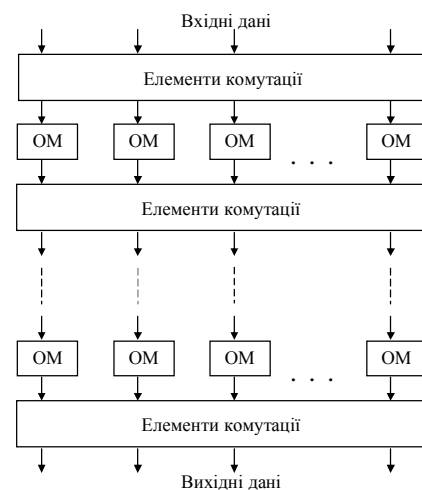 Вхідні дані
Елементи комутації
ОМ ОМ ОМ . . . ОМ
Елементи комутації
ОМ ОМ ОМ . . . ОМ
Елементи комутації
Вихідні дані